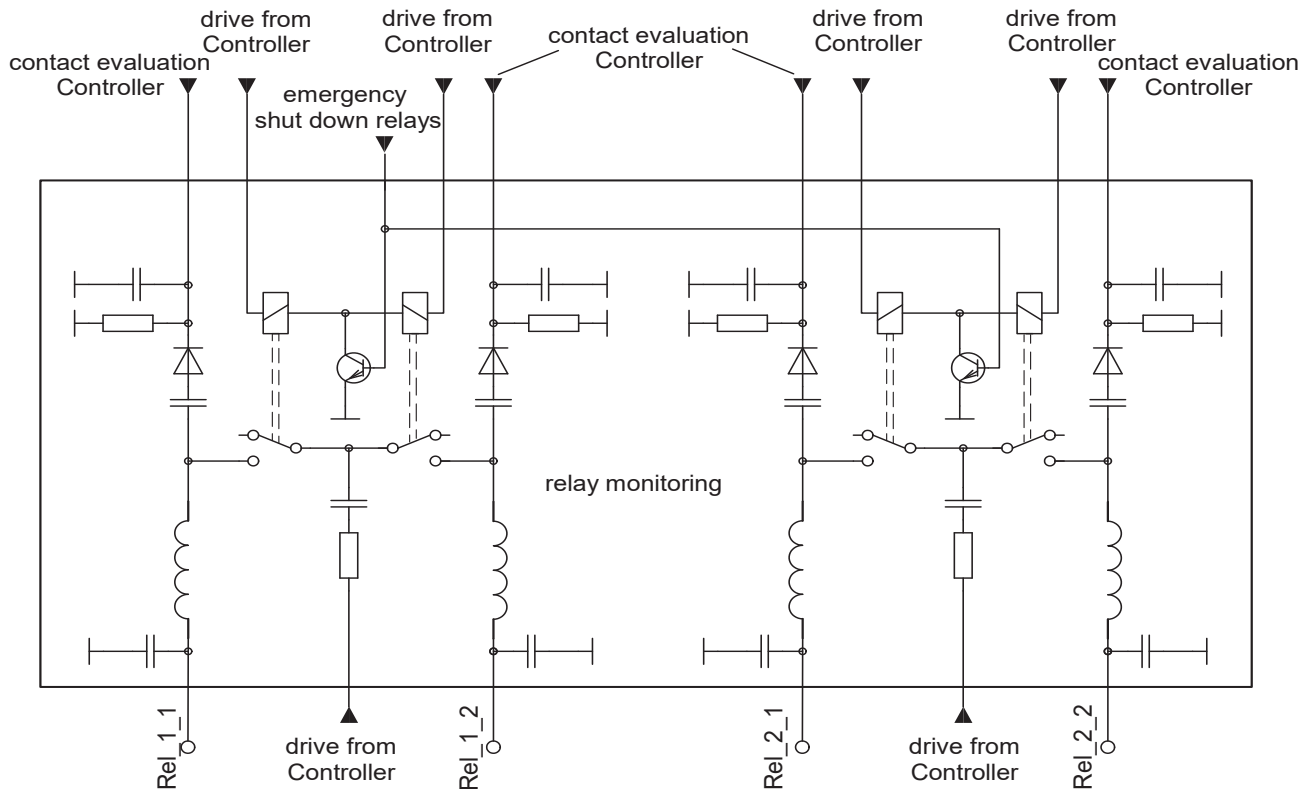 drive from
Controller
drive from
Controller
contact evaluation
Controller
drive from
Controller
drive from
Controller
contact evaluation
Controller
contact evaluation
Controller
emergency
shut down relays
relay monitoring
Rel_1_1
drive from
Controller
Rel_1_2
Rel_2_1
drive from
Controller
Rel_2_2